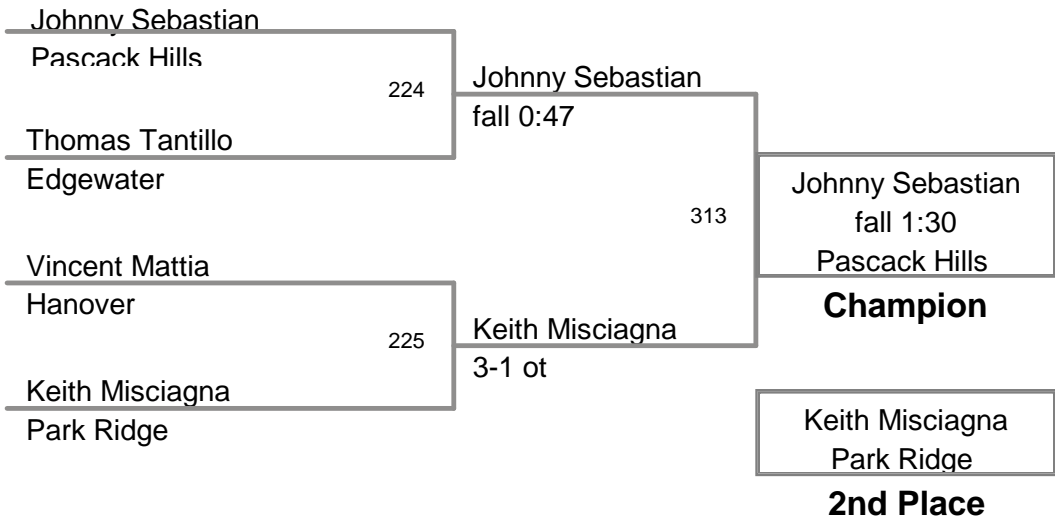 Johnny Sebastian
Pascack Hills
224
Johnny Sebastian
fall 0:47
Thomas Tantillo
Edgewater
313
Johnny Sebastian
fall 1:30
Pascack Hills
Champion
Vincent Mattia
Hanover
225
Keith Misciagna
3-1 ot
Keith Misciagna
Park Ridge
Keith Misciagna
Park Ridge
2nd Place